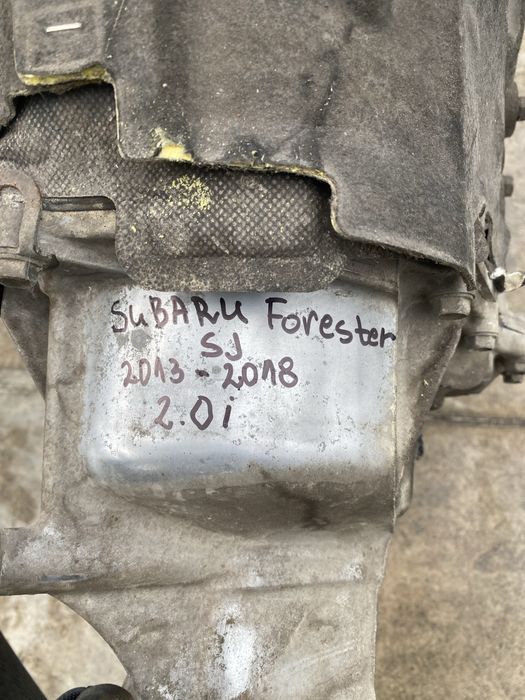 SUBARU Forester
SJ
2013 - 2018
2.0i